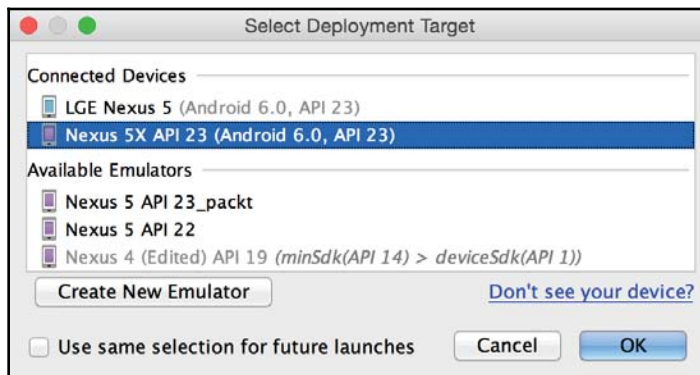 Select Deployment Target
Connected Devices
LGE Nexus 5 (Android 6.0, API 23)
Nexus 5X API 23 (Android 6.0, API 23)
Available Emulators
Nexus 5 API 23_packt
Nexus 5 API 22
Nexus 4 (Edited) API 19 (minSdk(API 14) > deviceSdk(API 1))
Create New Emulator Don't see your device?
Use same selection for future launches Cancel OK